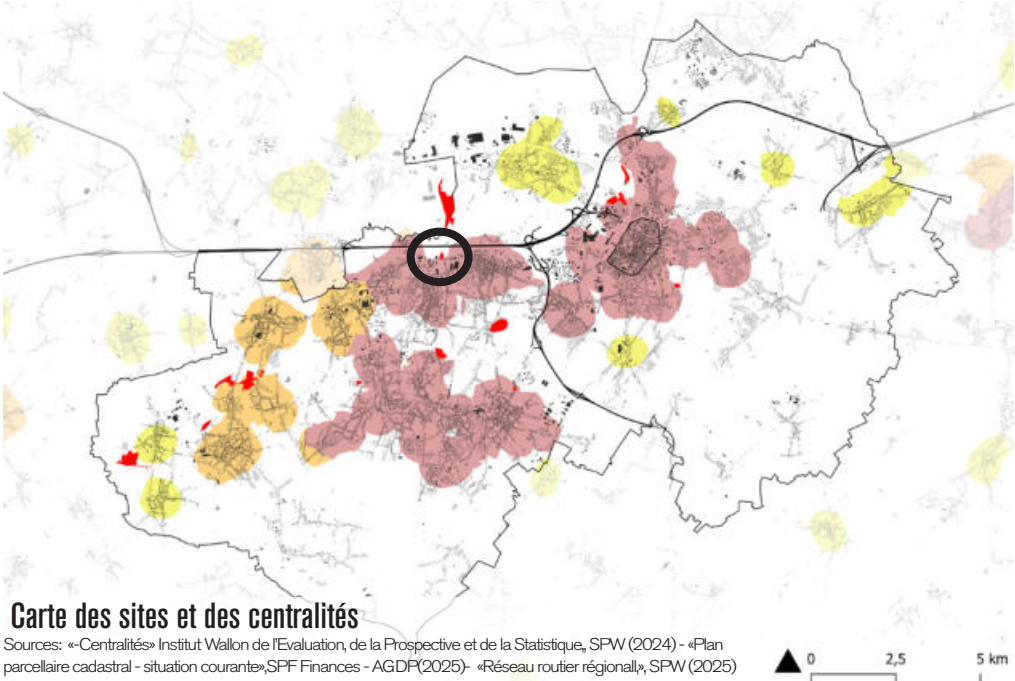 Carte des sites et des centralités
Sources: «-Centralités» Institut Wallon de l'Evaluation, de la Prospective et de la Statistique,, SPW (2024) - «Plan
parcellaire cadastral - situation courante»,SPF Finances - AGDP(2025)- «Réseau routier régional,», SPW (2025)
0 2,5 5 km